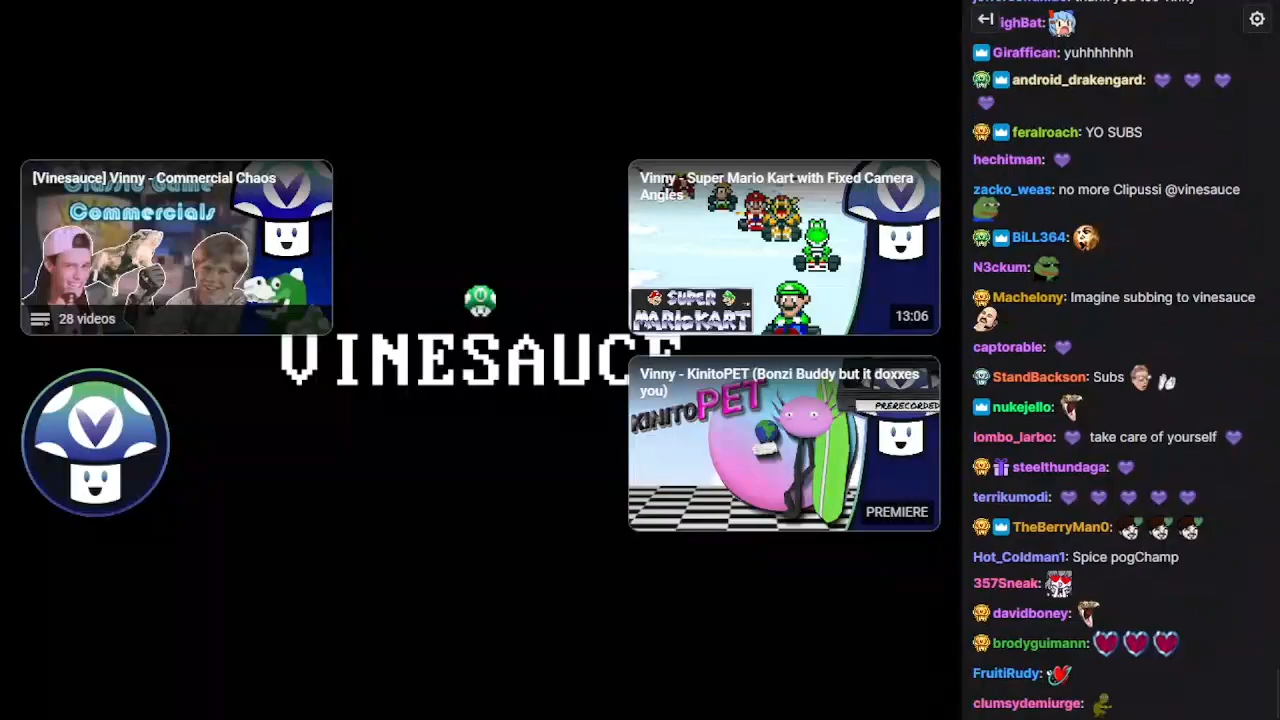 [Vinesauce] Vinny - Commercial Chaos
Classic Game
Commercials
28 videos
VINESAUCE
Vinny - Super Mario Kart with Fixed Camera
Angles
SUPER
MARIO KART
13:06
Vinny - KinitoPET (Bonzi Buddy but it doxxes
you)
KINITOPET
PRERECORDED
PREMIERE
ighBat:
Giraffican: yuhhhhhhh
android_drakengard:
feralroach: YO SUBS
hechitman:
zacko_weas: no more Clipussi @vinesauce
BiLL364:
N3ckum:
Machelony: Imagine subbing to vinesauce
captorable:
StandBackson: Subs
nukejello:
lombo_larbo: take care of yourself
steelthundaga:
terrikumodi:
TheBerryMan0:
Hot_Coldman1: Spice pogChamp
357Sneak:
davidboney:
brodyguimann:
FruitiRudy:
clumsydemiurge: